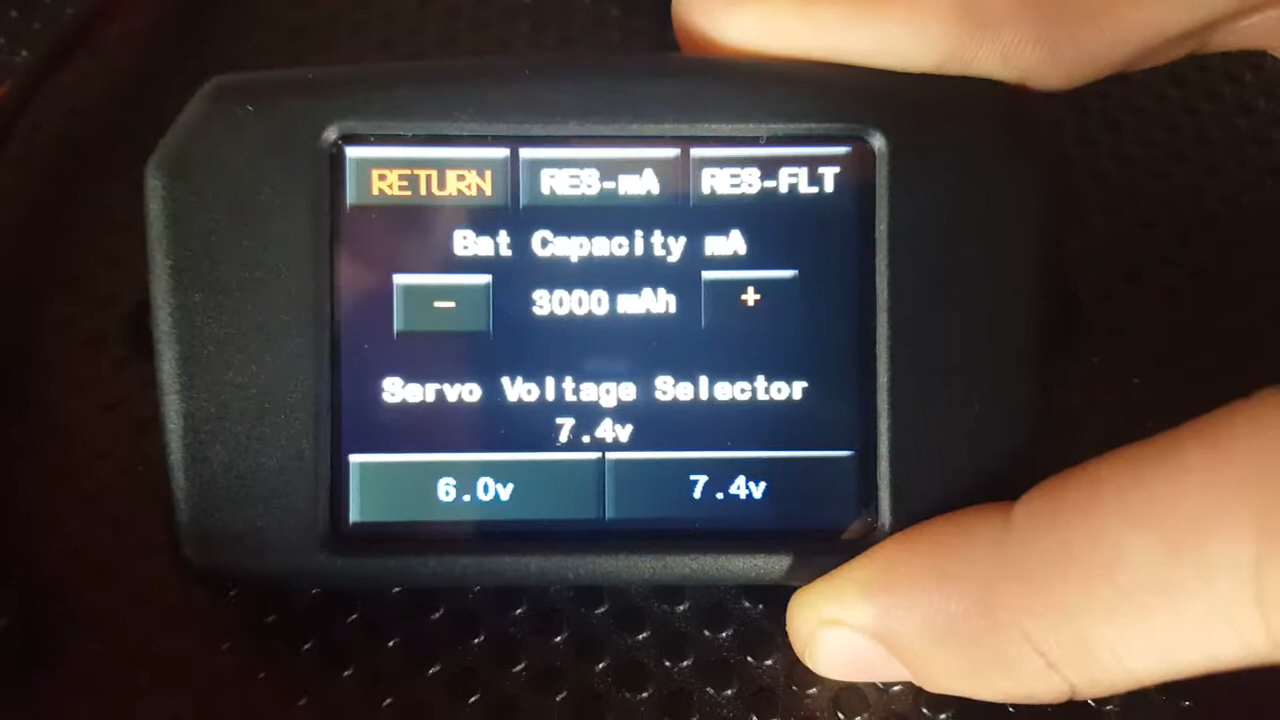 RETURN RES-mA RES-FLT
Bat Capacity mA
- 3000 mAh +
Servo Voltage Selector
7.4v
6.0v 7.4v